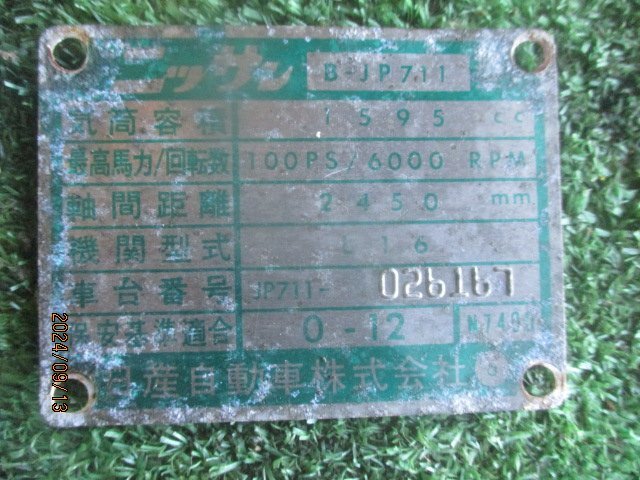 ニッサン B-JP711
気筒容積 1595 cc
最高馬力/回転数 100PS/6000 RPM
軸間距離 2450 mm
機関型式 L16
車台番号 JP711- 026167
保安基準適合 O-12
日産自動車株式会社
2024/09/13